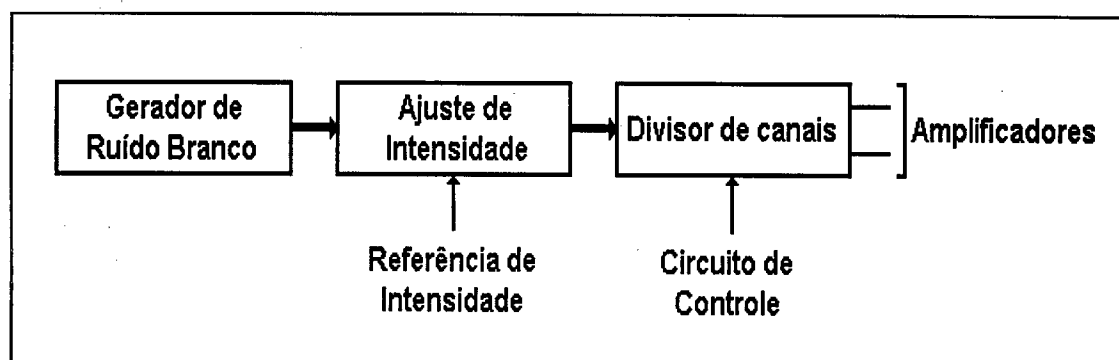 Gerador de
Ruído Branco
Ajuste de
Intensidade
Divisor de canais
Amplificadores
Referência de
Intensidade
Circuito de
Controle